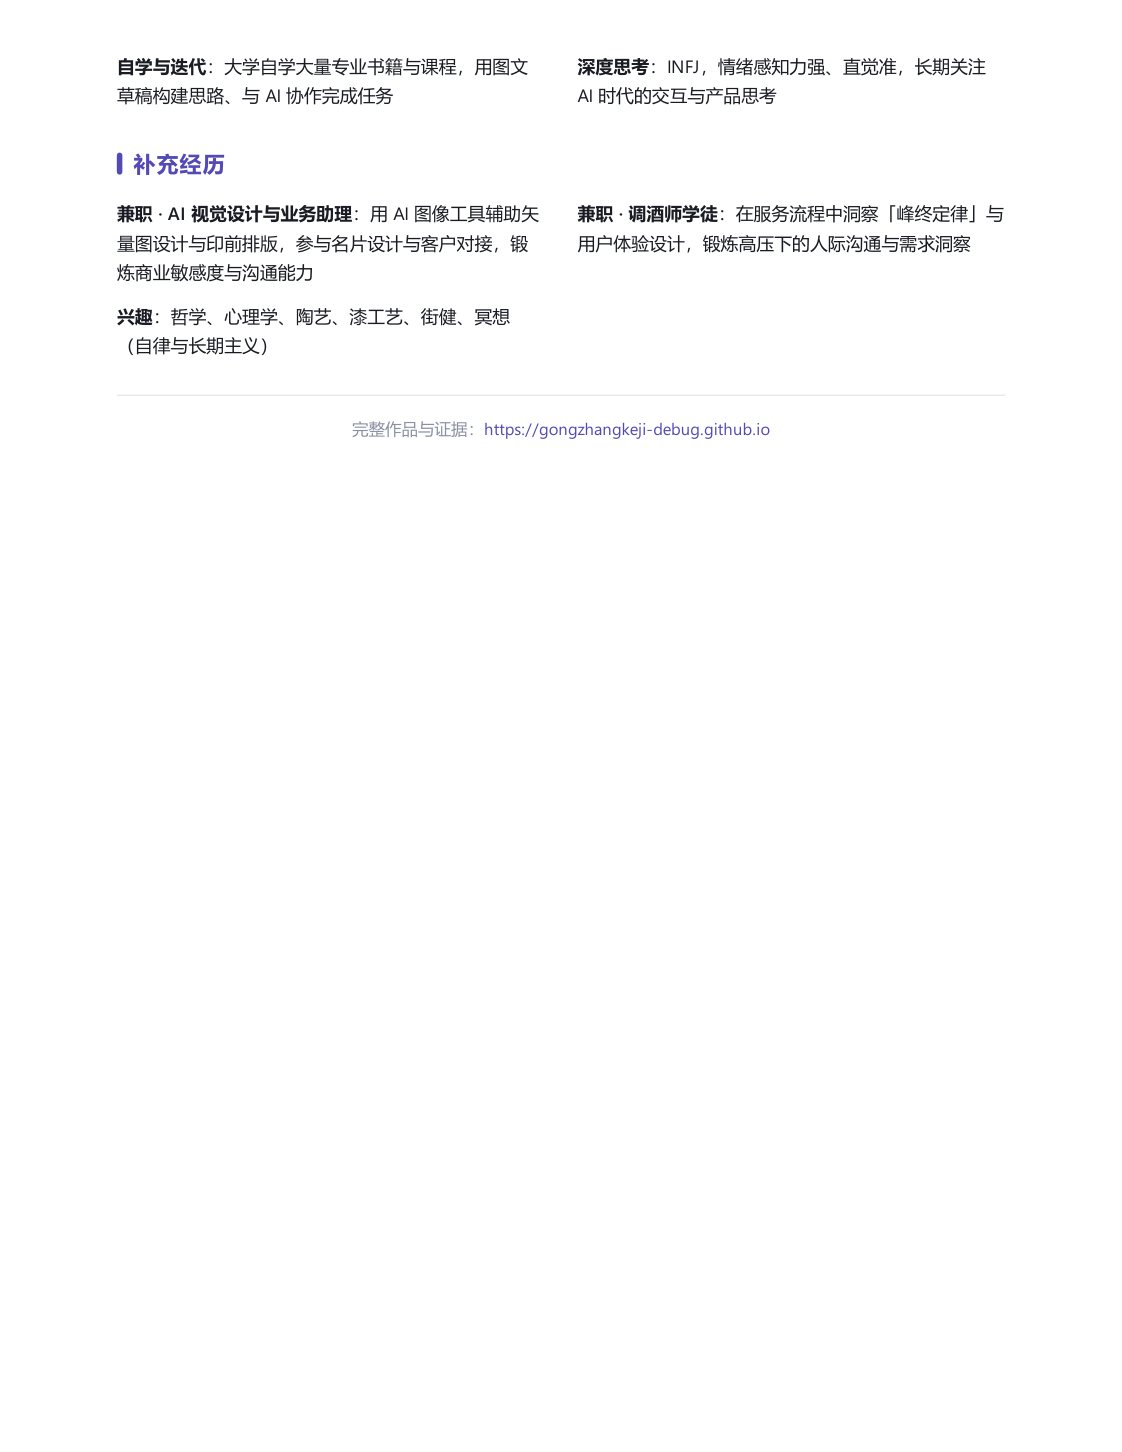 自学与迭代：大学自学大量专业书籍与课程，用图文
草稿构建思路、与 AI 协作完成任务
深度思考：INFJ，情绪感知力强、直觉准，长期关注
AI 时代的交互与产品思考
补充经历
兼职 · AI 视觉设计与业务助理：用 AI 图像工具辅助矢
量图设计与印前排版，参与名片设计与客户对接，锻
炼商业敏感度与沟通能力
兼职 · 调酒师学徒：在服务流程中洞察「峰终定律」与
用户体验设计，锻炼高压下的人际沟通与需求洞察
兴趣：哲学、心理学、陶艺、漆工艺、街健、冥想
（自律与长期主义）
完整作品与证据：https://gongzhangkeji-debug.github.io